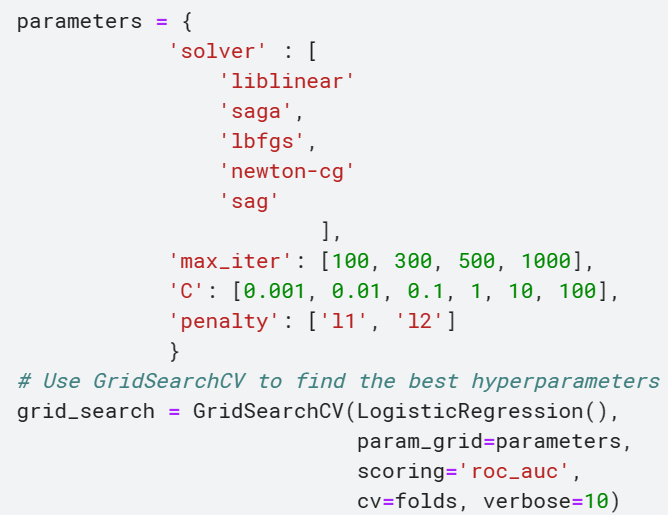 parameters = {
'solver' : [
'liblinear'
'saga',
'lbfgs',
'newton-cg'
'sag'
],
'max_iter': [100, 300, 500, 1000],
'C': [0.001, 0.01, 0.1, 1, 10, 100],
'penalty': ['l1', 'l2']
}
# Use GridSearchCV to find the best hyperparameters
grid_search = GridSearchCV(LogisticRegression(),
param_grid=parameters,
scoring='roc_auc',
cv=folds, verbose=10)